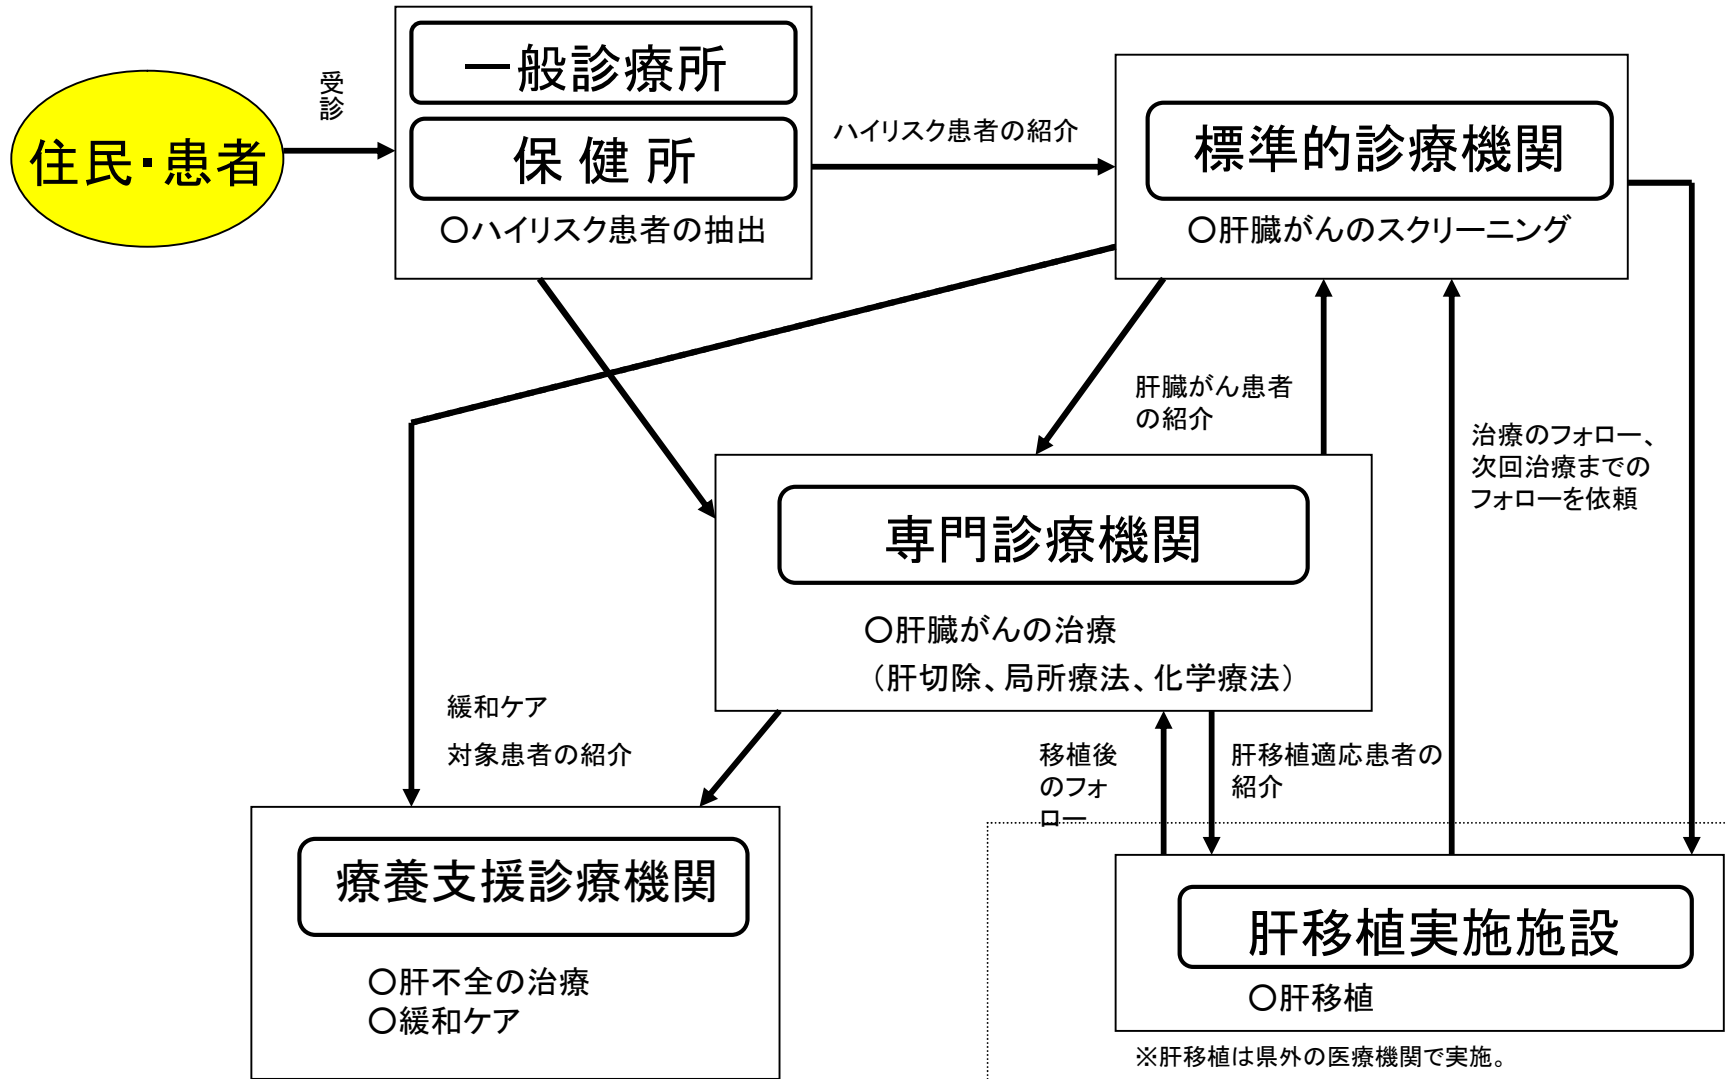 住民・患者
受診
一般診療所
保健所
○ハイリスク患者の抽出
ハイリスク患者の紹介
標準的診療機関
○肝臓がんのスクリーニング
肝臓がん患者
の紹介
治療のフォロー、
次回治療までの
フォローを依頼
専門診療機関
○肝臓がんの治療
（肝切除、局所療法、化学療法）
緩和ケア
対象患者の紹介
移植後
のフォ
ロー
肝移植適応患者の
紹介
療養支援診療機関
○肝不全の治療
○緩和ケア
肝移植実施施設
○肝移植
※肝移植は県外の医療機関で実施。